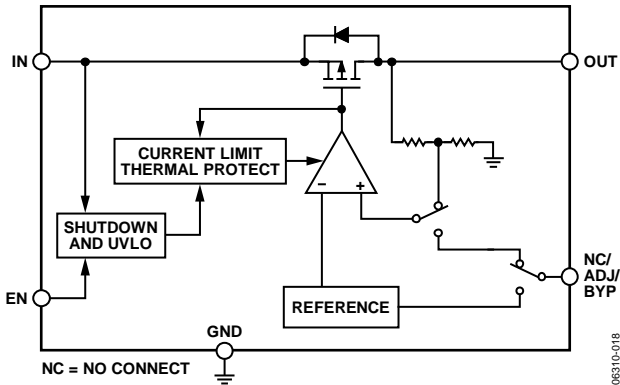 IN
OUT
CURRENT LIMIT
THERMAL PROTECT
–
+
SHUTDOWN
AND UVLO
NC/
ADJ/
BYP
EN
REFERENCE
GND
NC = NO CONNECT
06310-018